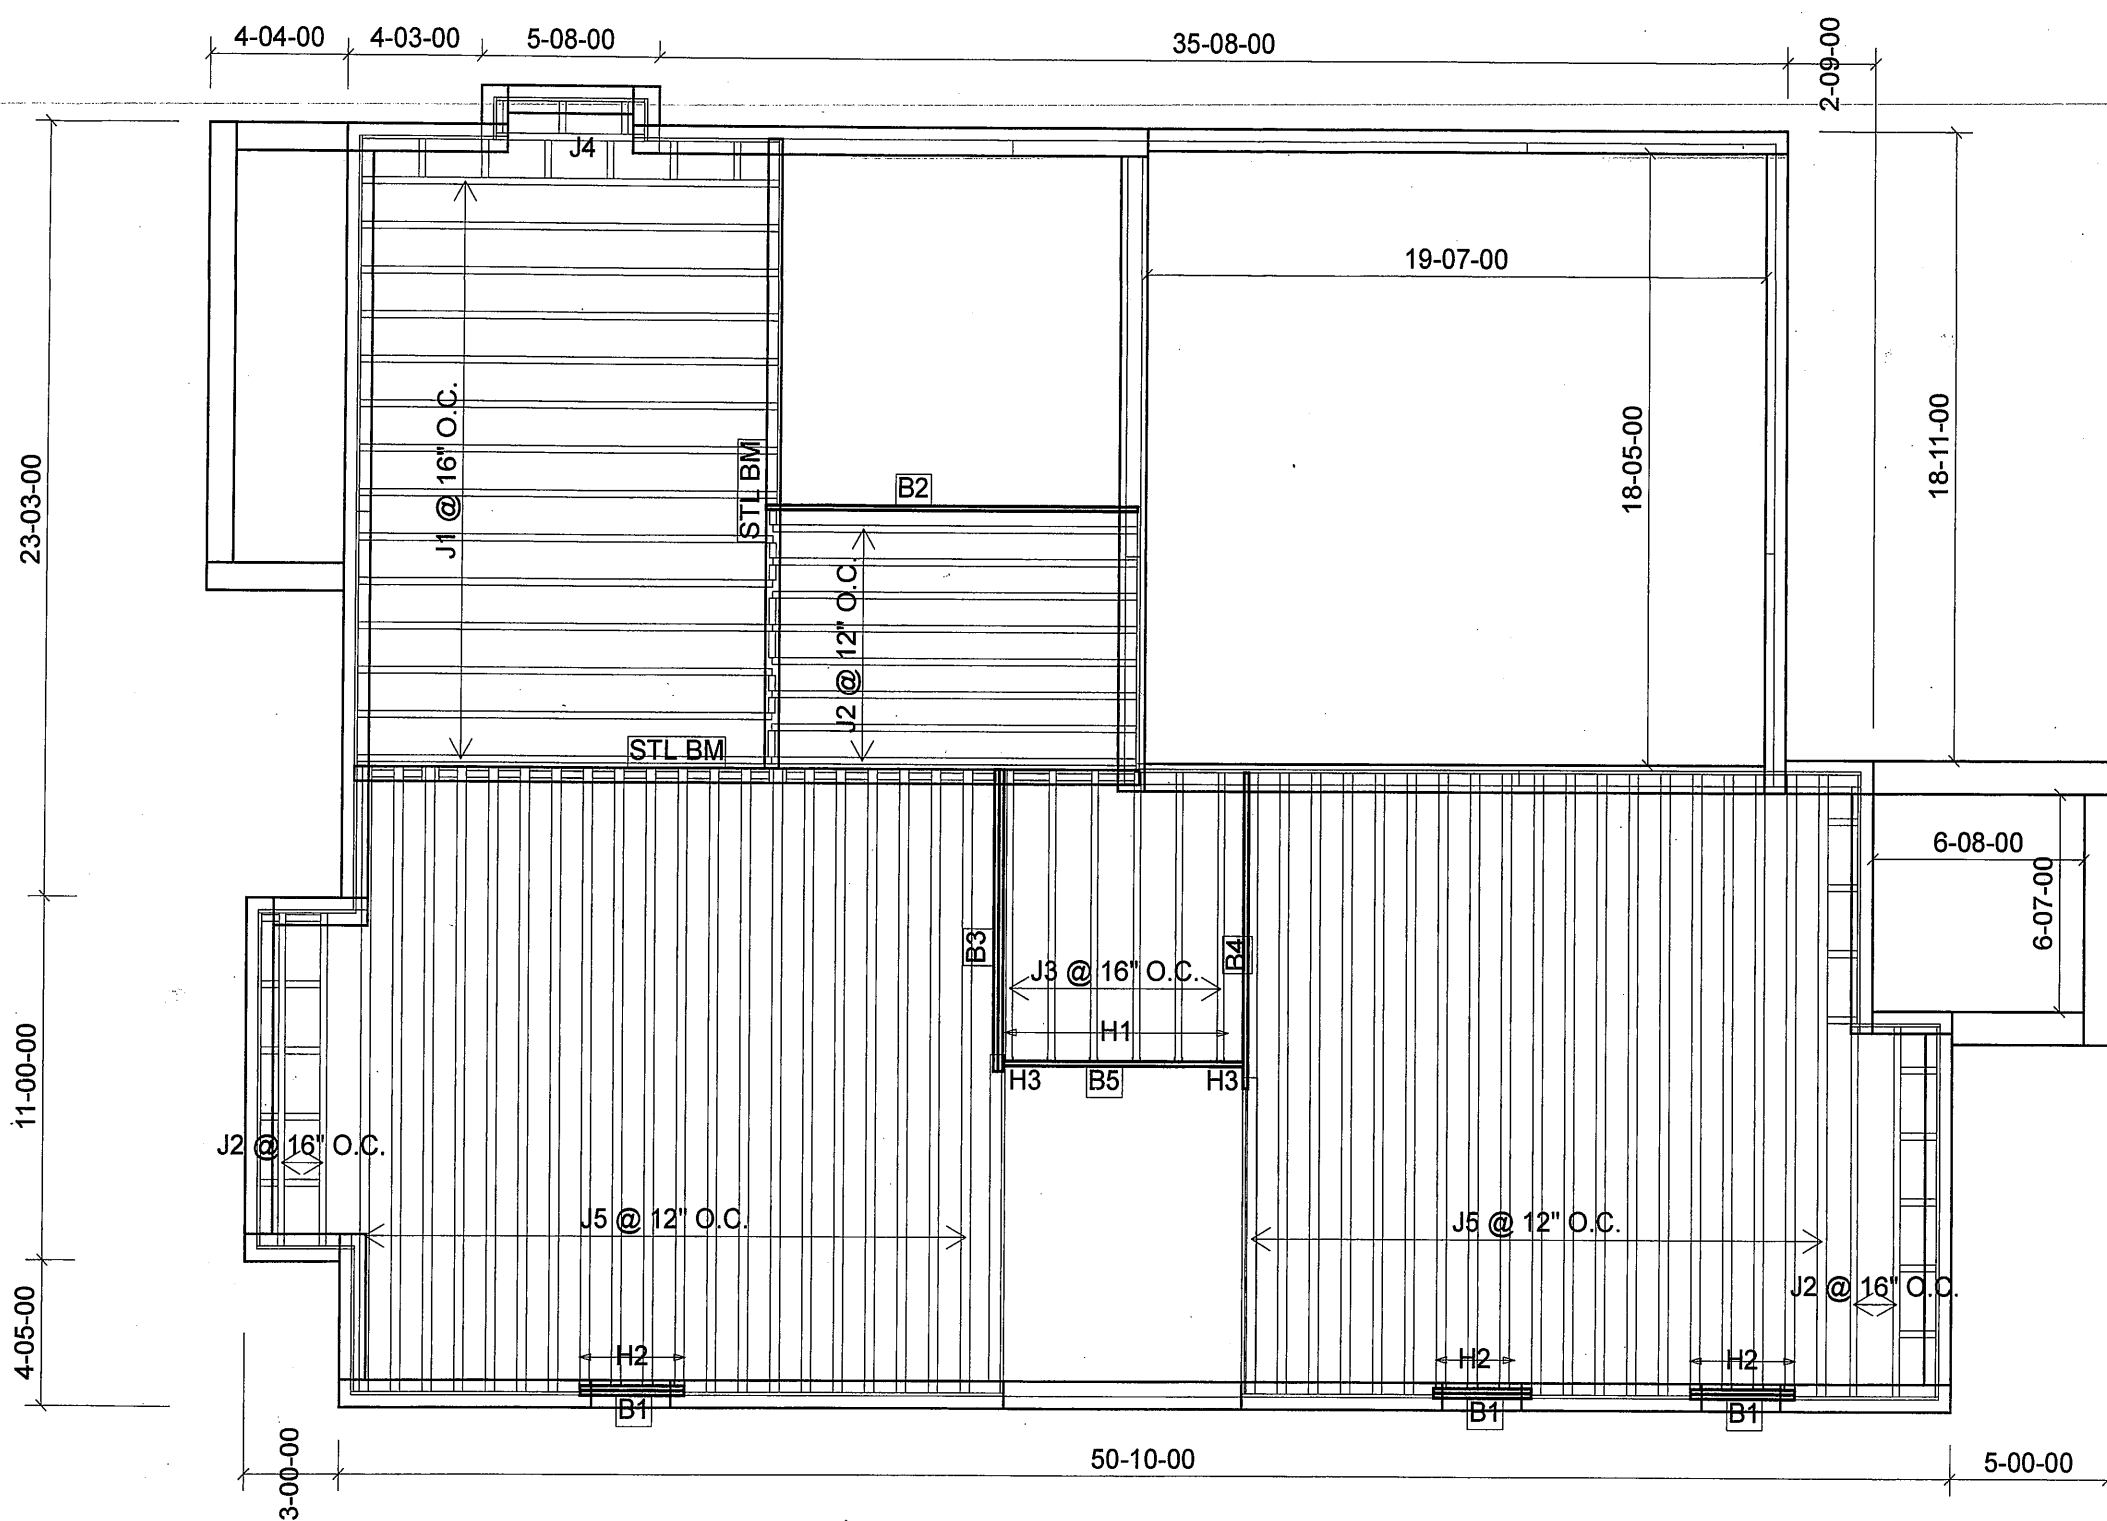 4-04-00
4-03-00
5-08-00
35-08-00
2-09-00
J4
19-07-00
J1 @ 16" O.C.
STL BM
B2
18-05-00
18-11-00
23-03-00
J2 @ 12" O.C.
STL BM
6-08-00
6-07-00
B3
B4
J3 @ 16" O.C.
H1
H3
B5
H3
11-00-00
J2 @ 16" O.C.
J5 @ 12" O.C.
J5 @ 12" O.C.
J2 @ 16" O.C.
4-05-00
H2
H2
H2
B1
B1
B1
3-00-00
50-10-00
5-00-00